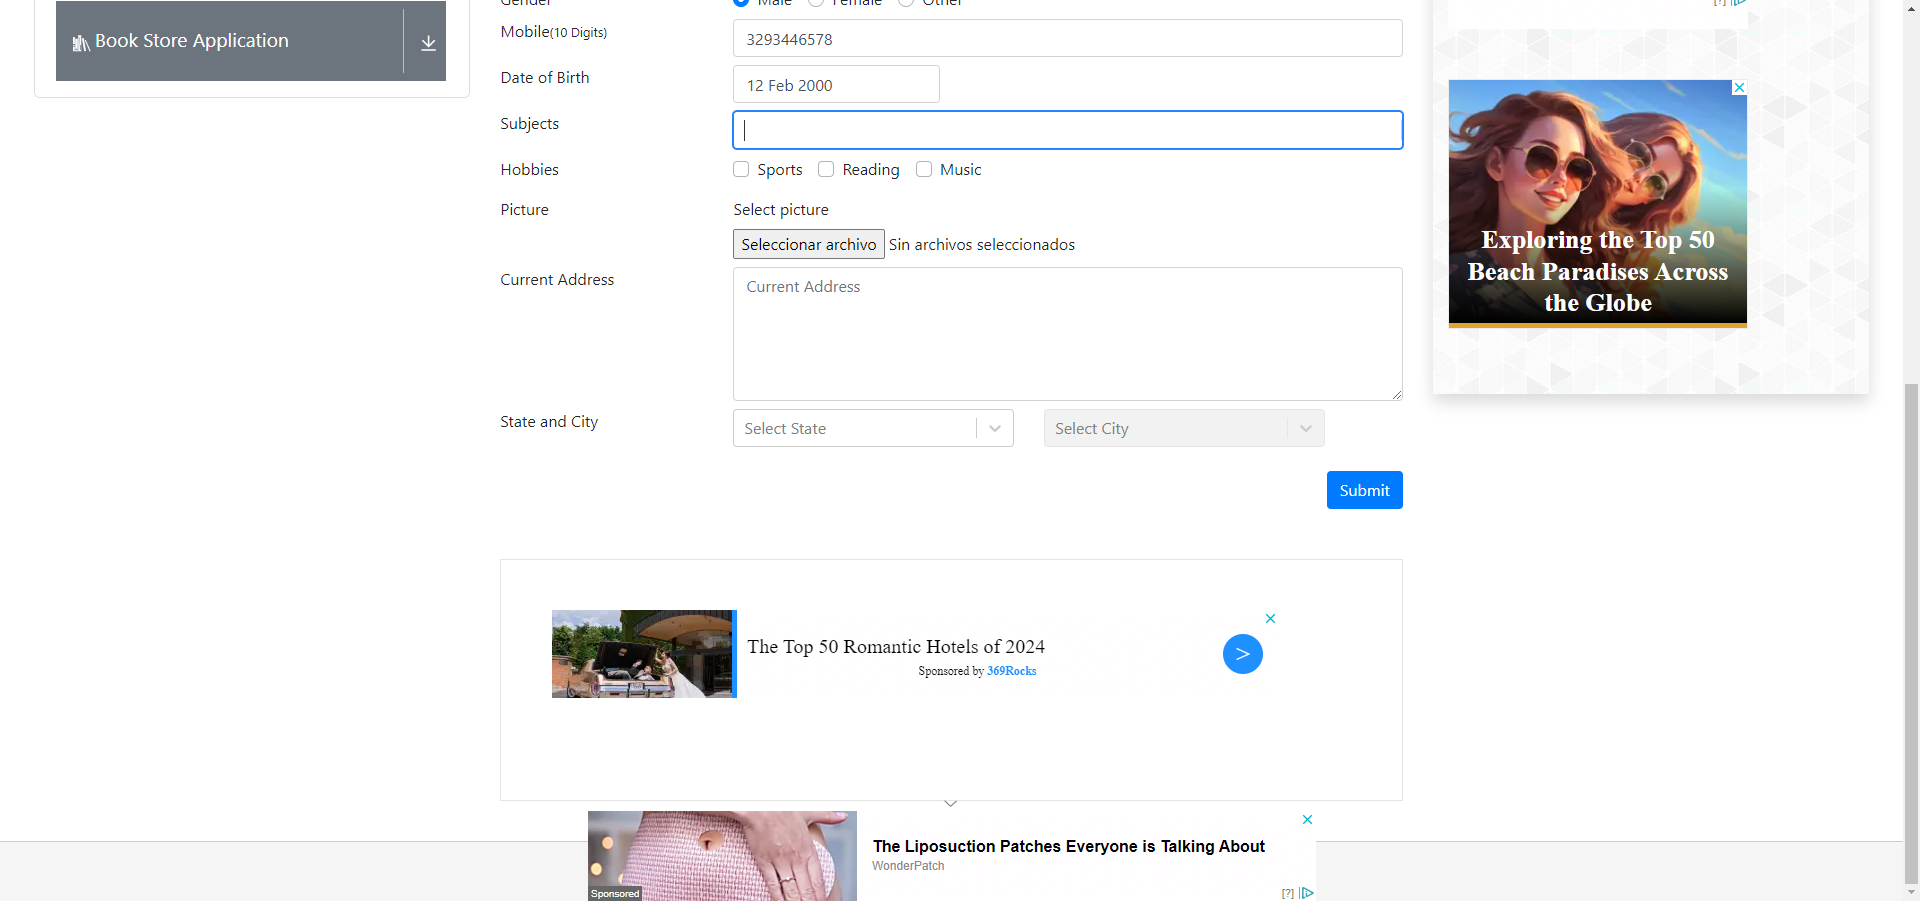 Gender
Male Female Other
Book Store Application
Mobile(10 Digits)
3293446578
Date of Birth
12 Feb 2000
Subjects
Hobbies
Sports Reading Music
Picture
Select picture
Seleccionar archivo Sin archivos seleccionados
Current Address
Current Address
State and City
Select State
Select City
Submit
Exploring the Top 50
Beach Paradises Across
the Globe
The Top 50 Romantic Hotels of 2024
Sponsored by 369Rocks
>
The Liposuction Patches Everyone is Talking About
WonderPatch
Sponsored
[?]